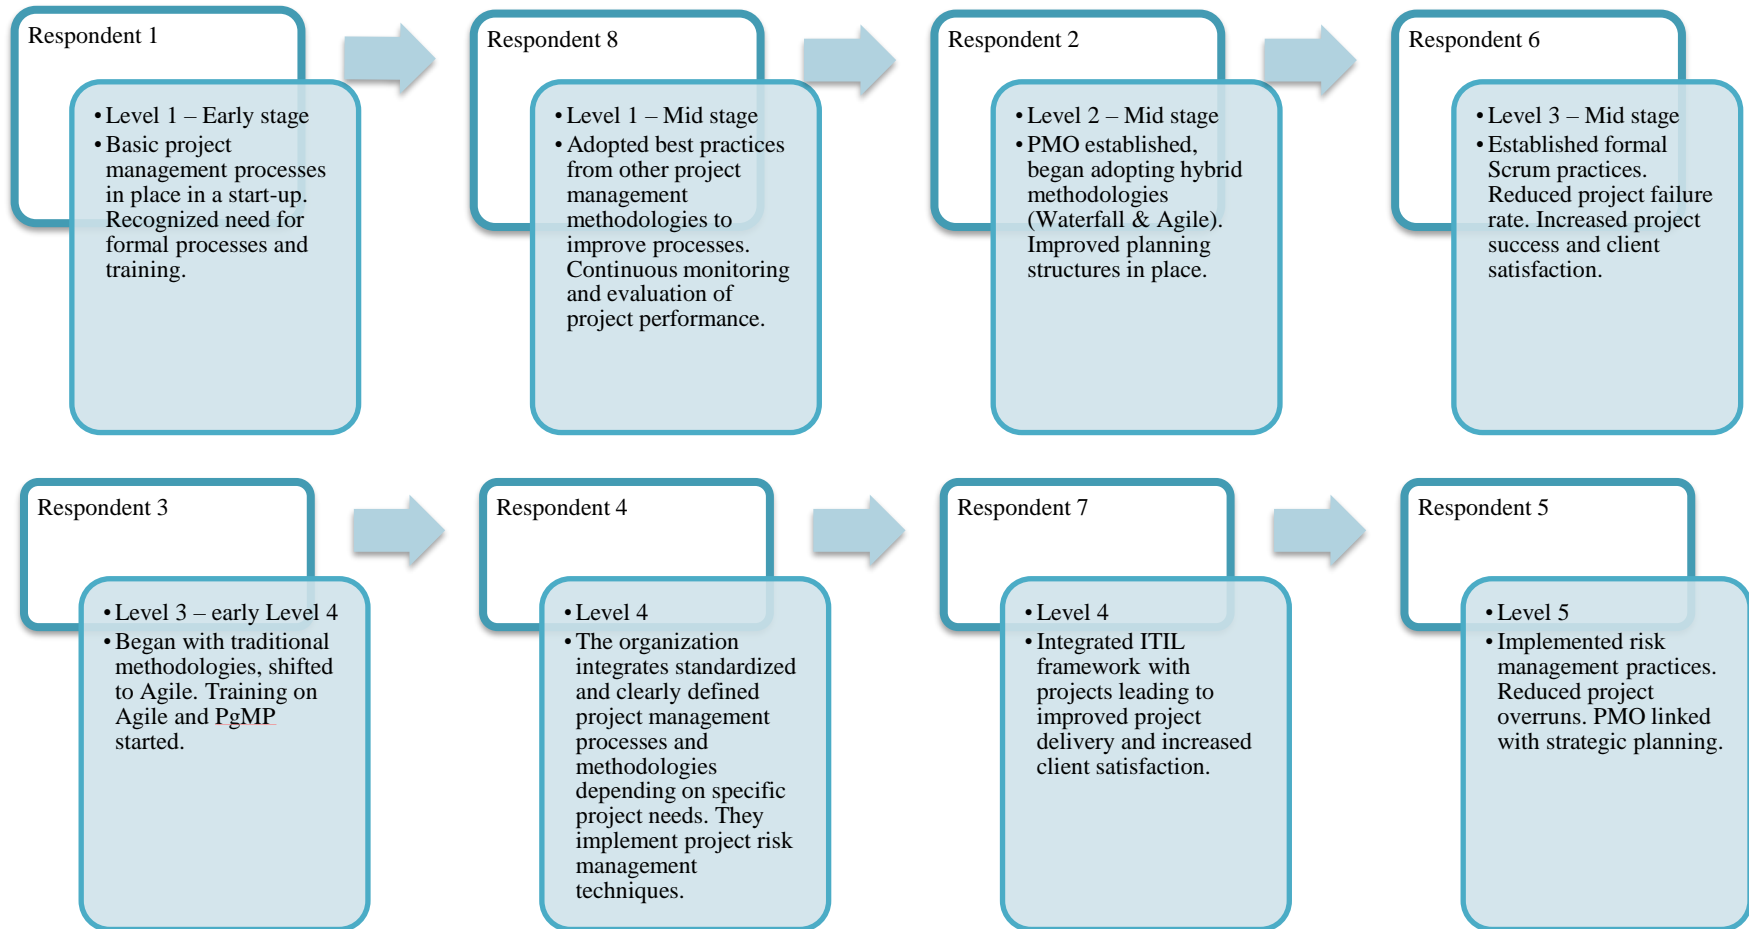 Respondent 1
• Level 1 – Early stage
• Basic project
management processes
in place in a start-up.
Recognized need for
formal processes and
training.
Respondent 8
• Level 1 – Mid stage
• Adopted best practices
from other project
management
methodologies to
improve processes.
Continuous monitoring
and evaluation of
project performance.
Respondent 2
• Level 2 – Mid stage
• PMO established,
began adopting hybrid
methodologies
(Waterfall & Agile).
Improved planning
structures in place.
Respondent 6
• Level 3 – Mid stage
• Established formal
Scrum practices.
Reduced project failure
rate. Increased project
success and client
satisfaction.
Respondent 3
• Level 3 – early Level 4
• Began with traditional
methodologies, shifted
to Agile. Training on
Agile and PgMP
started.
Respondent 4
• Level 4
• The organization
integrates standardized
and clearly defined
project management
processes and
methodologies
depending on specific
project needs. They
implement project risk
management
techniques.
Respondent 7
• Level 4
• Integrated ITIL
framework with
projects leading to
improved project
delivery and increased
client satisfaction.
Respondent 5
• Level 5
• Implemented risk
management practices.
Reduced project
overruns. PMO linked
with strategic planning.